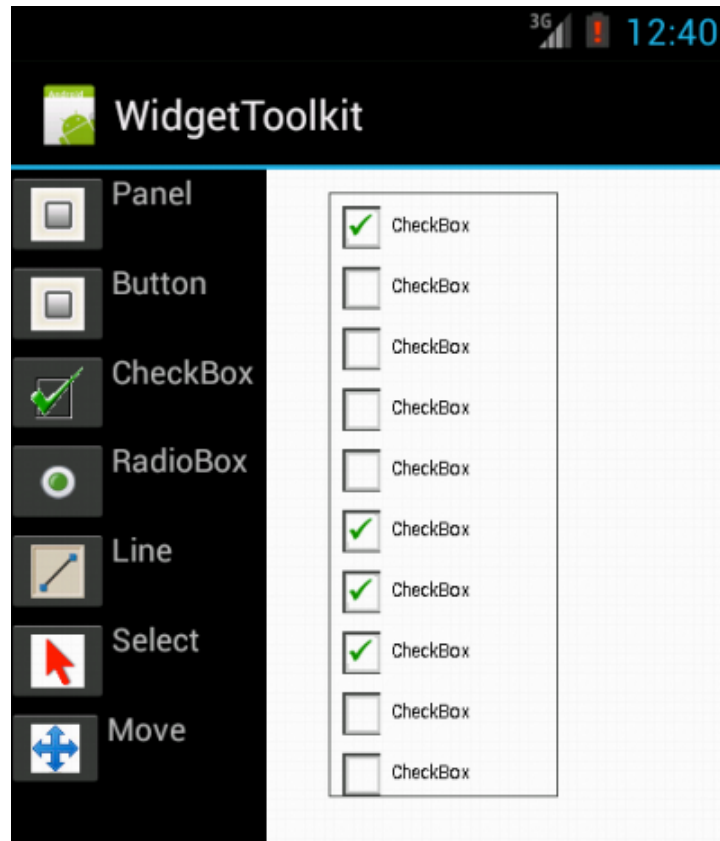 3G 12:40
Android
WidgetToolkit
Panel
Button
CheckBox
RadioBox
Line
Select
Move
CheckBox
CheckBox
CheckBox
CheckBox
CheckBox
CheckBox
CheckBox
CheckBox
CheckBox
CheckBox